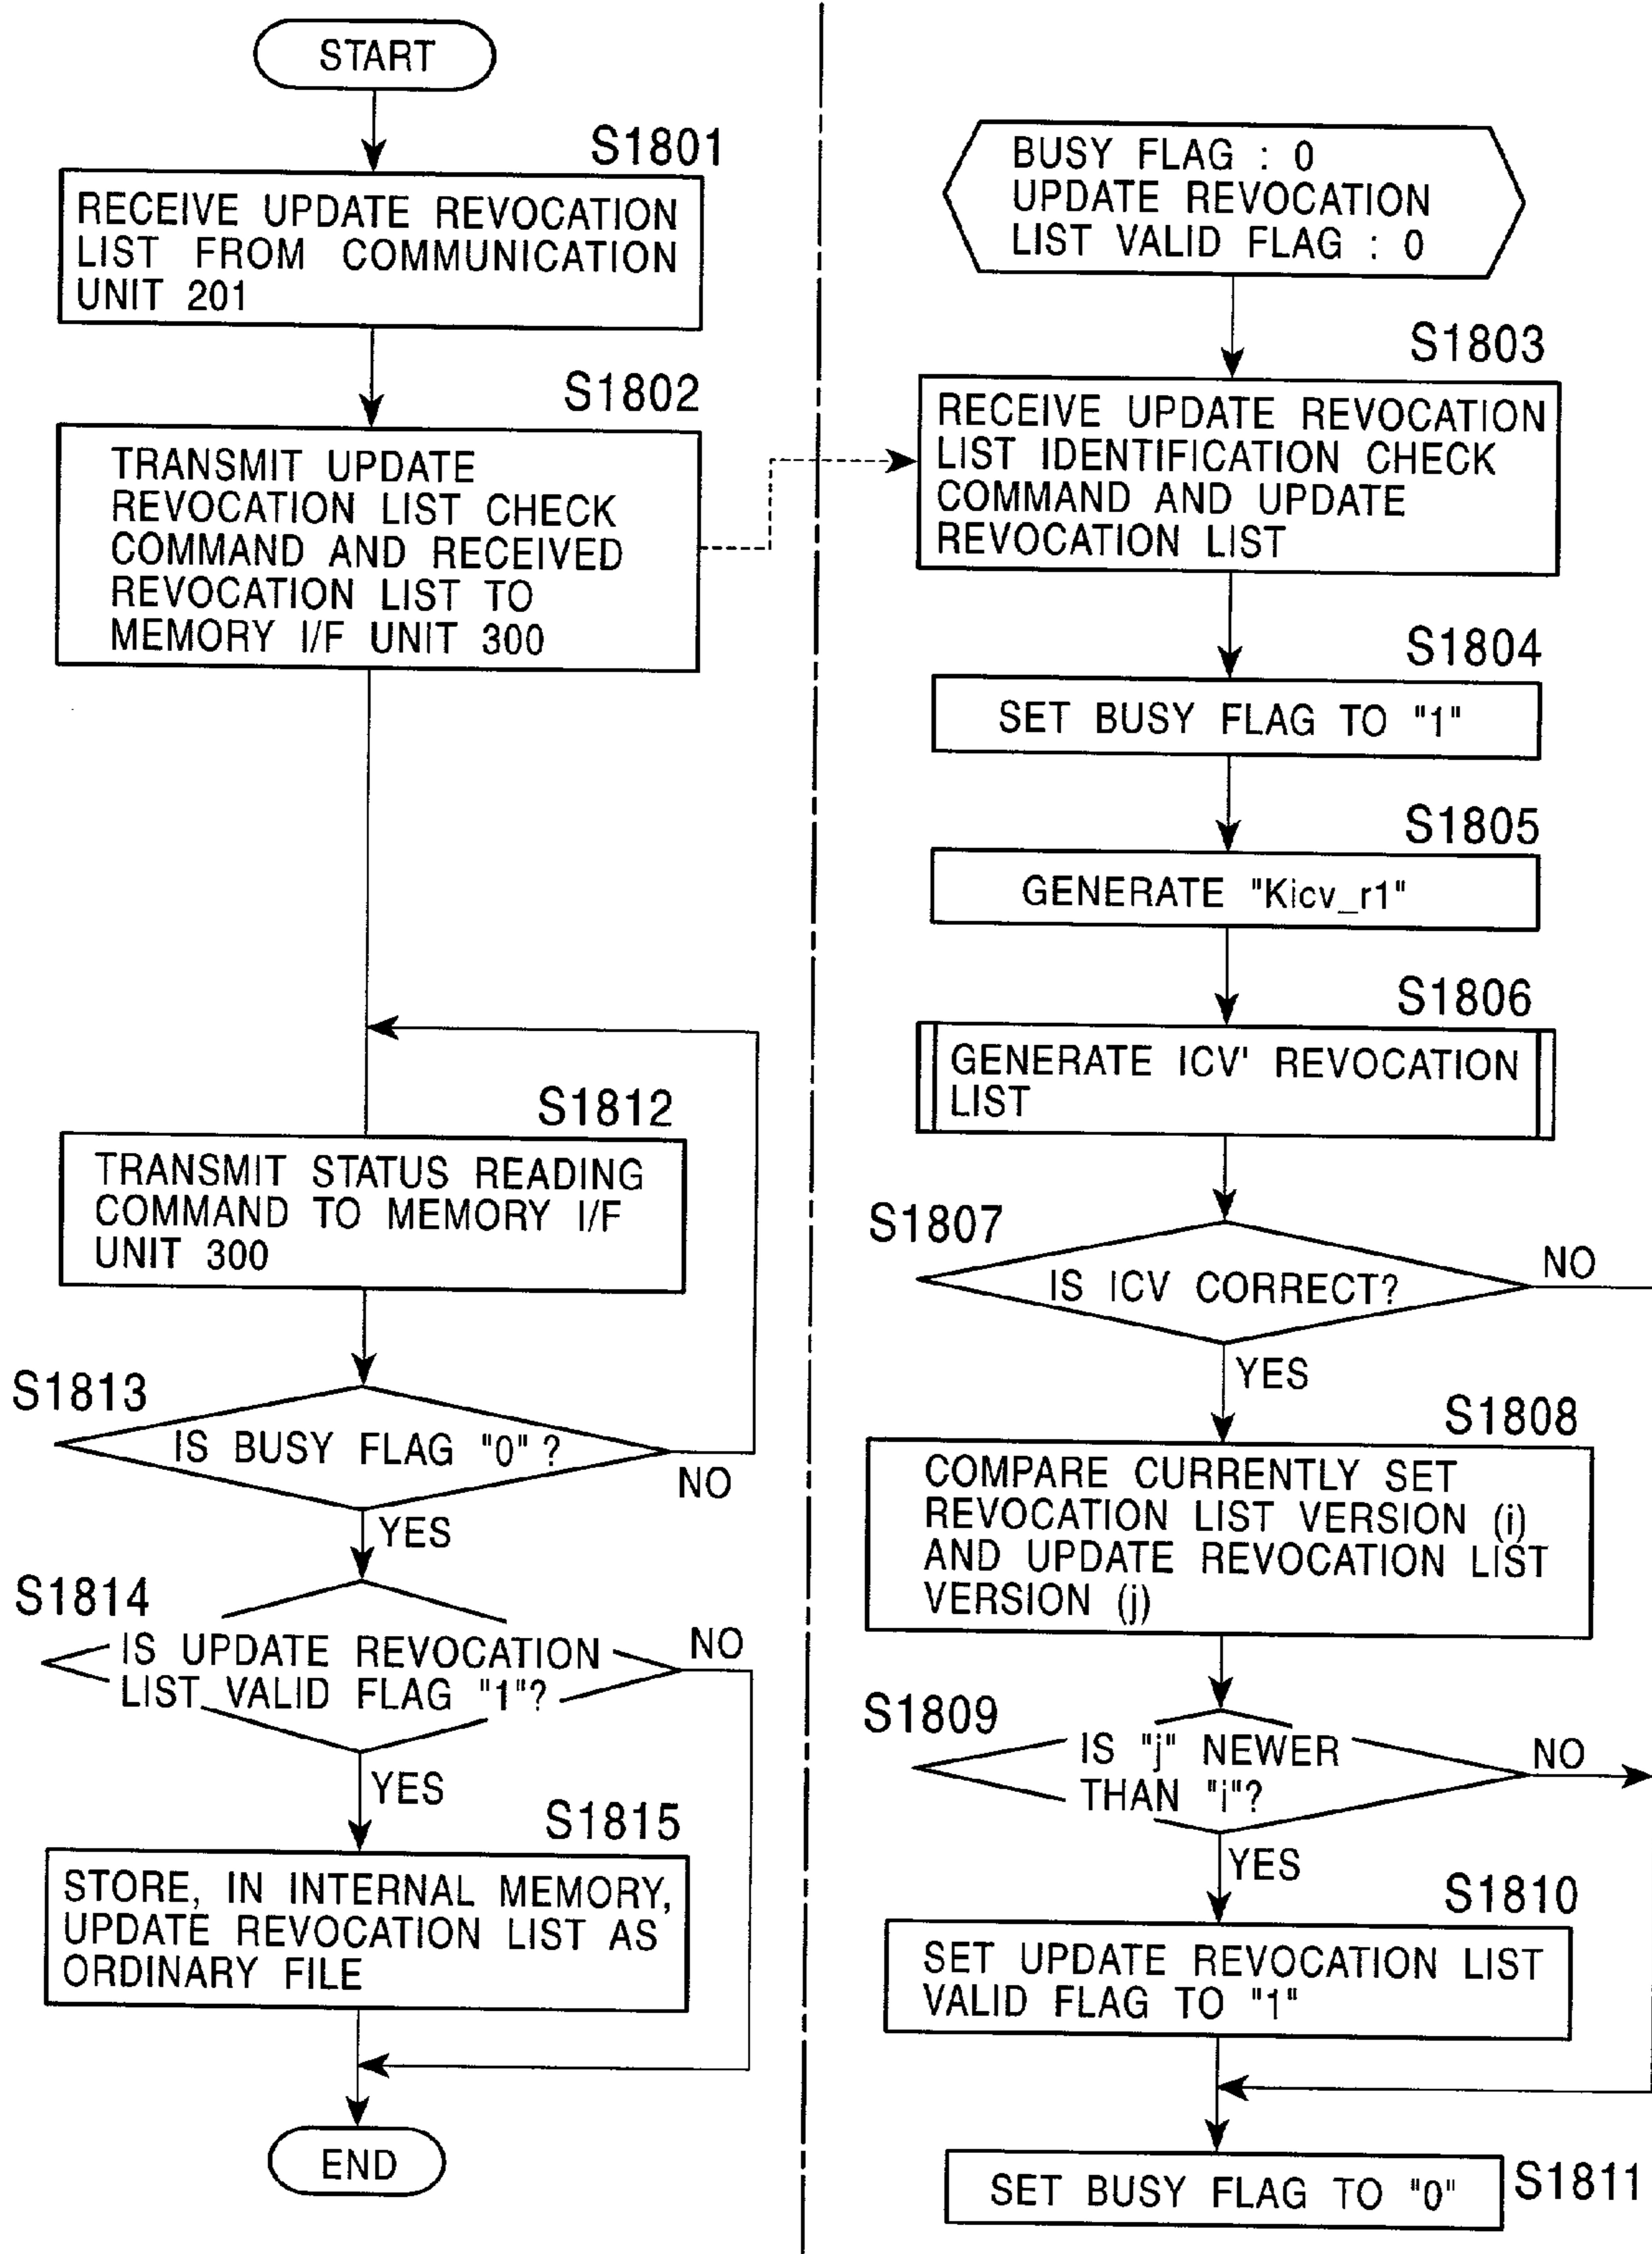 START
S1801
RECEIVE UPDATE REVOCATION
LIST FROM COMMUNICATION
UNIT 201
S1802
TRANSMIT UPDATE
REVOCATION LIST CHECK
COMMAND AND RECEIVED
REVOCATION LIST TO
MEMORY I/F UNIT 300
S1812
TRANSMIT STATUS READING
COMMAND TO MEMORY I/F
UNIT 300
S1813
IS BUSY FLAG "0" ?
NO
YES
S1814
IS UPDATE REVOCATION
LIST VALID FLAG "1"?
NO
YES
S1815
STORE, IN INTERNAL MEMORY,
UPDATE REVOCATION LIST AS
ORDINARY FILE
END
BUSY FLAG : 0
UPDATE REVOCATION
LIST VALID FLAG : 0
S1803
RECEIVE UPDATE REVOCATION
LIST IDENTIFICATION CHECK
COMMAND AND UPDATE
REVOCATION LIST
S1804
SET BUSY FLAG TO "1"
S1805
GENERATE "Kicv_r1"
S1806
GENERATE ICV' REVOCATION
LIST
S1807
IS ICV CORRECT?
NO
YES
S1808
COMPARE CURRENTLY SET
REVOCATION LIST VERSION (i)
AND UPDATE REVOCATION LIST
VERSION (j)
S1809
IS "j" NEWER
THAN "i"?
NO
YES
S1810
SET UPDATE REVOCATION LIST
VALID FLAG TO "1"
SET BUSY FLAG TO "0"
S1811